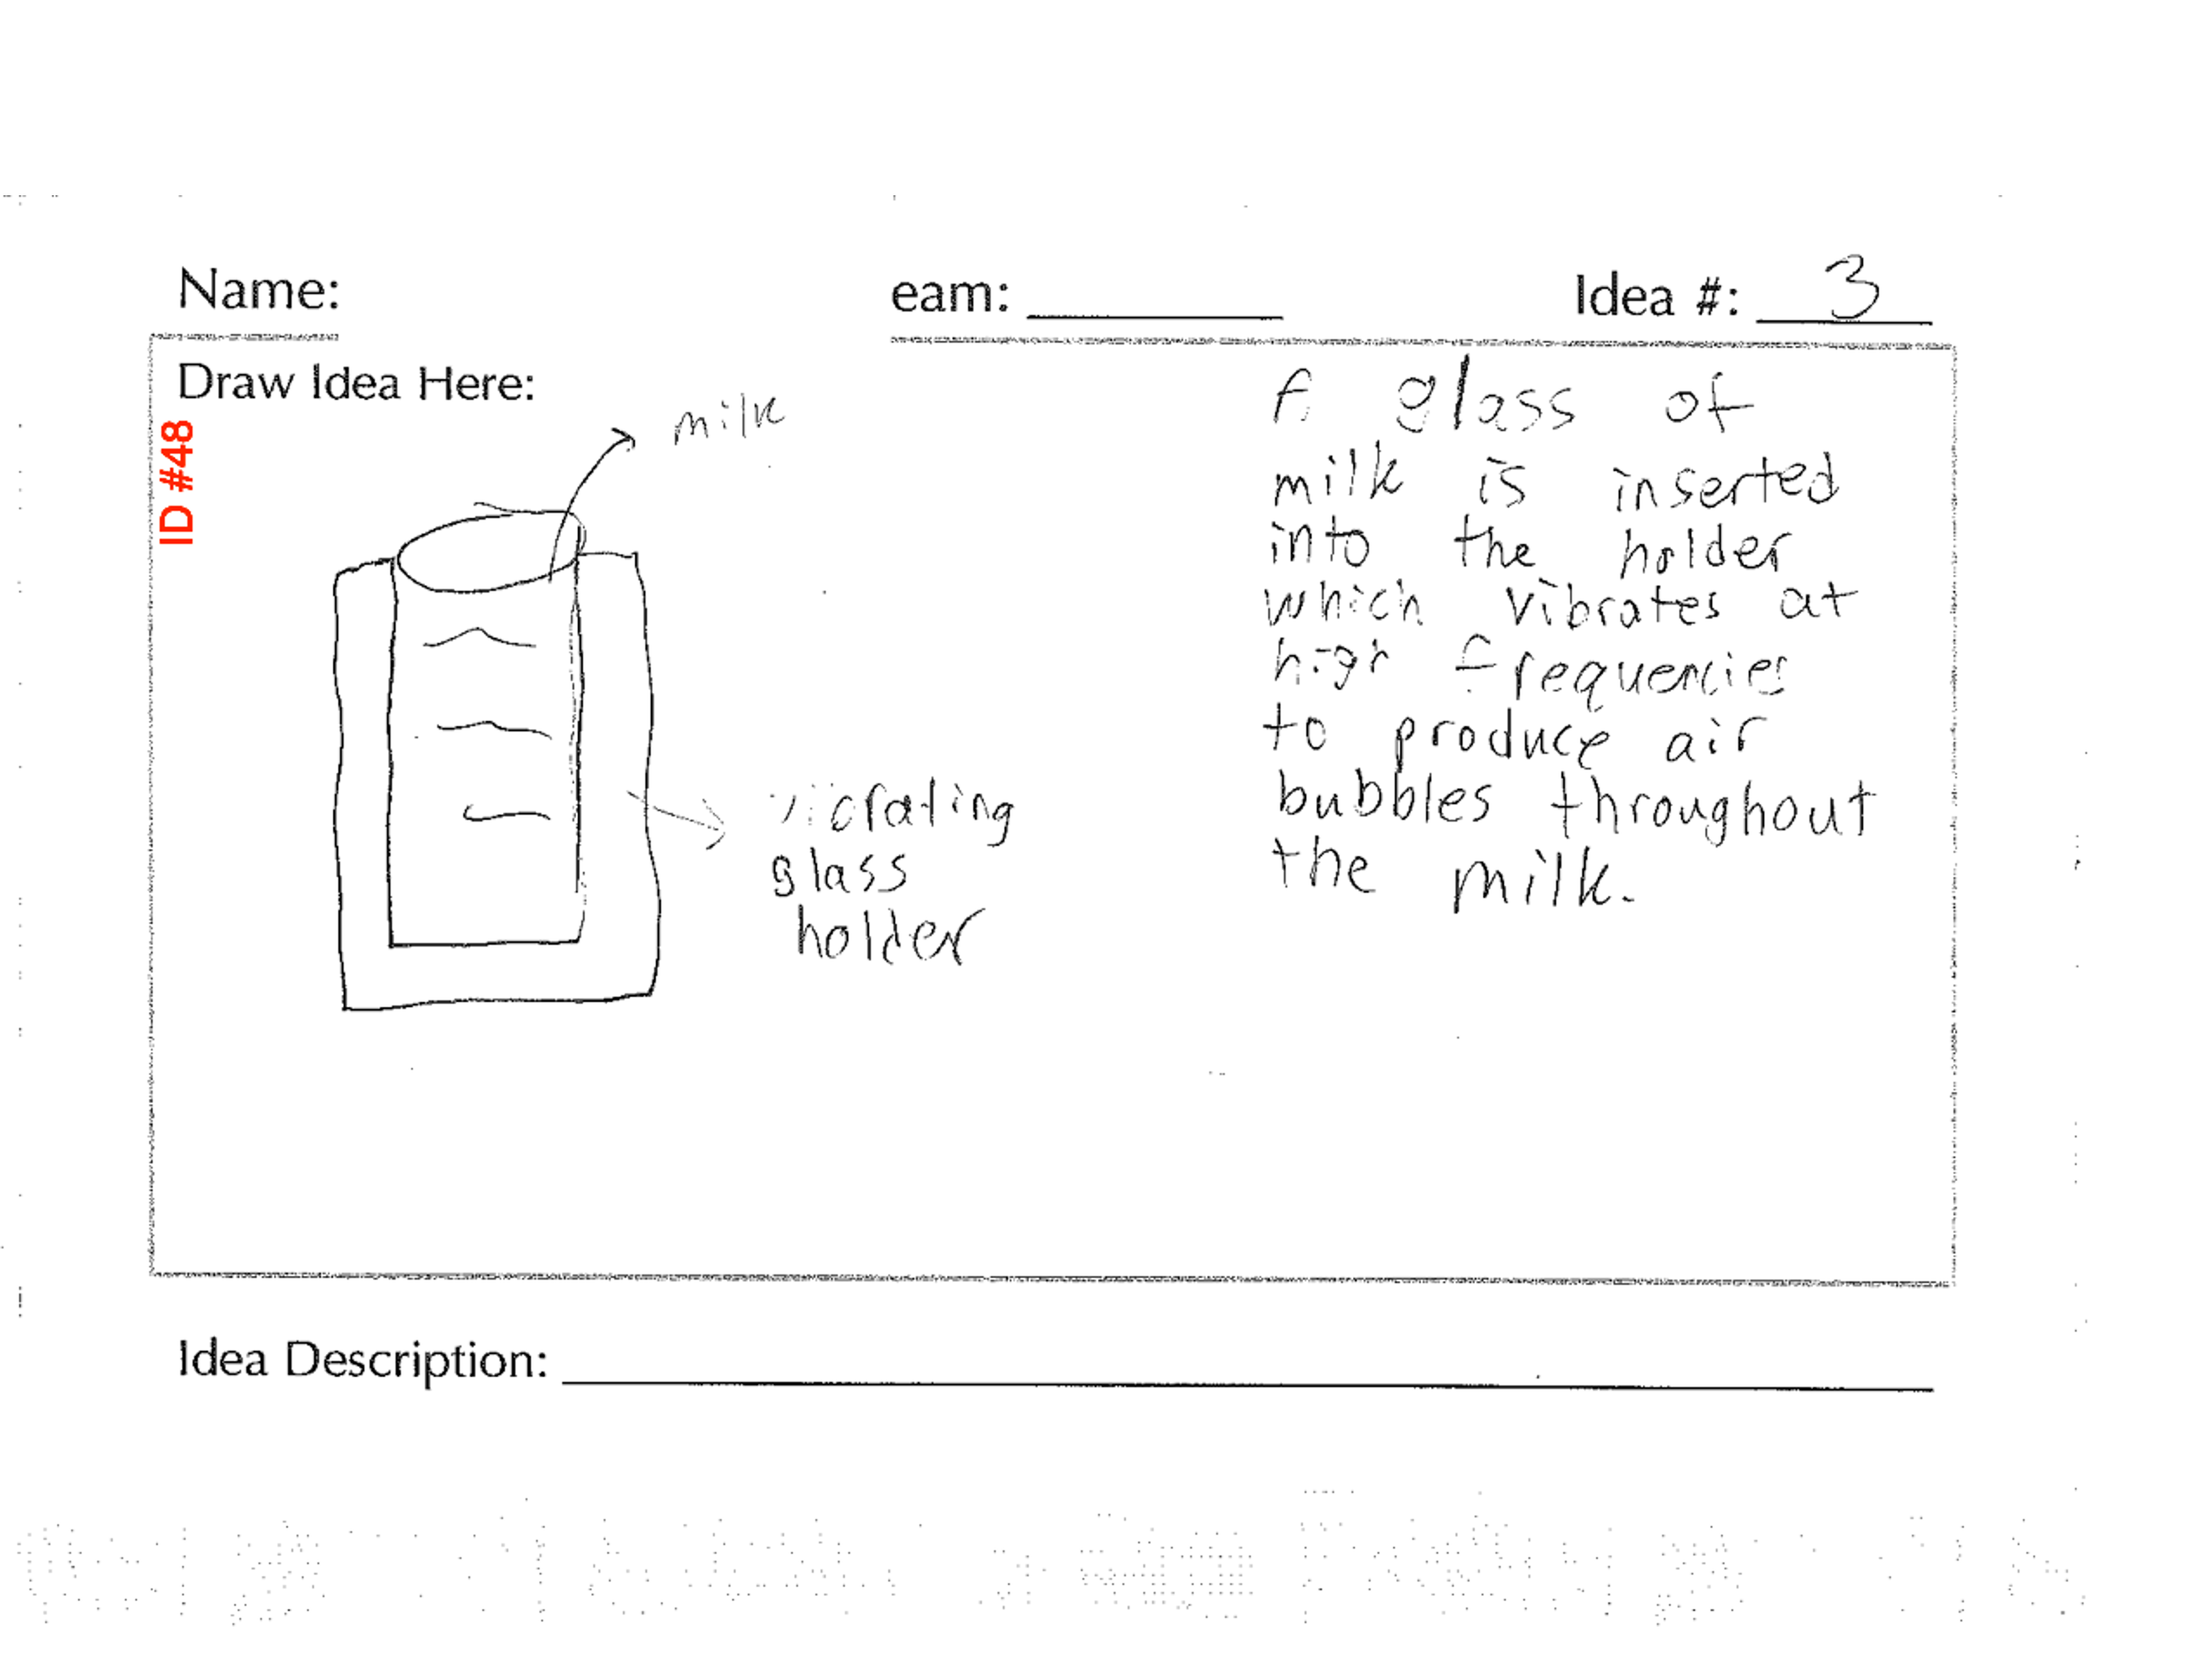 Name:
eam:
Idea #: 3
Draw Idea Here:
ID #48
milk
vibrating
glass
holder
A glass of
milk is inserted
into the holder
which vibrates at
high frequencies
to produce air
bubbles throughout
the milk.
Idea Description: